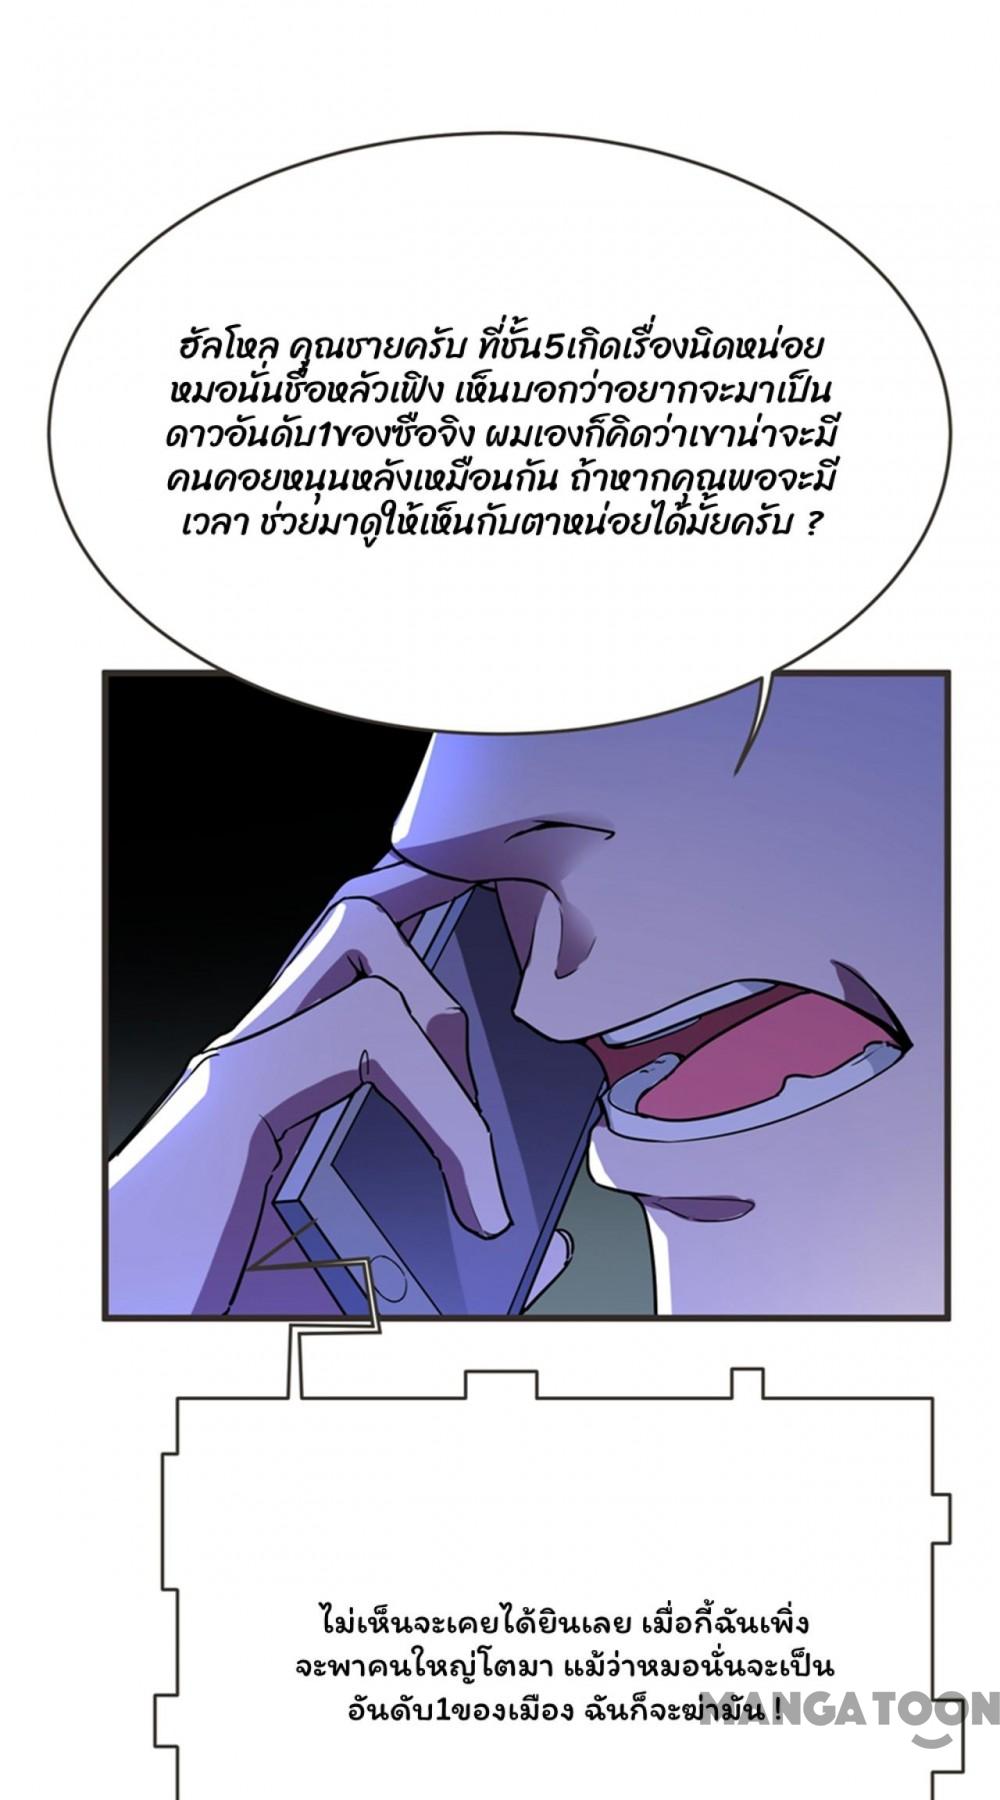 ฮัลโหล คุณชายครับ ที่ชั้น5เกิดเรื่องนิดหน่อย
หมอนั่นชื่อหลัวเฟิง เห็นบอกว่าอยากจะมาเป็น
ดาวอันดับ1ของซือจิง ผมเองก็คิดว่าเขาน่าจะมี
คนคอยหนุนหลังเหมือนกัน ถ้าหากคุณพอจะมี
เวลา ช่วยมาดูให้เห็นกับตาหน่อยได้มั้ยครับ ?
ไม่เห็นจะเคยได้ยินเลย เมื่อกี้ฉันเพิ่ง
จะพาคนใหญ่โตมา แม้ว่าหมอนั่นจะเป็น
อันดับ1ของเมือง ฉันก็จะฆ่ามัน !
MANGATOON